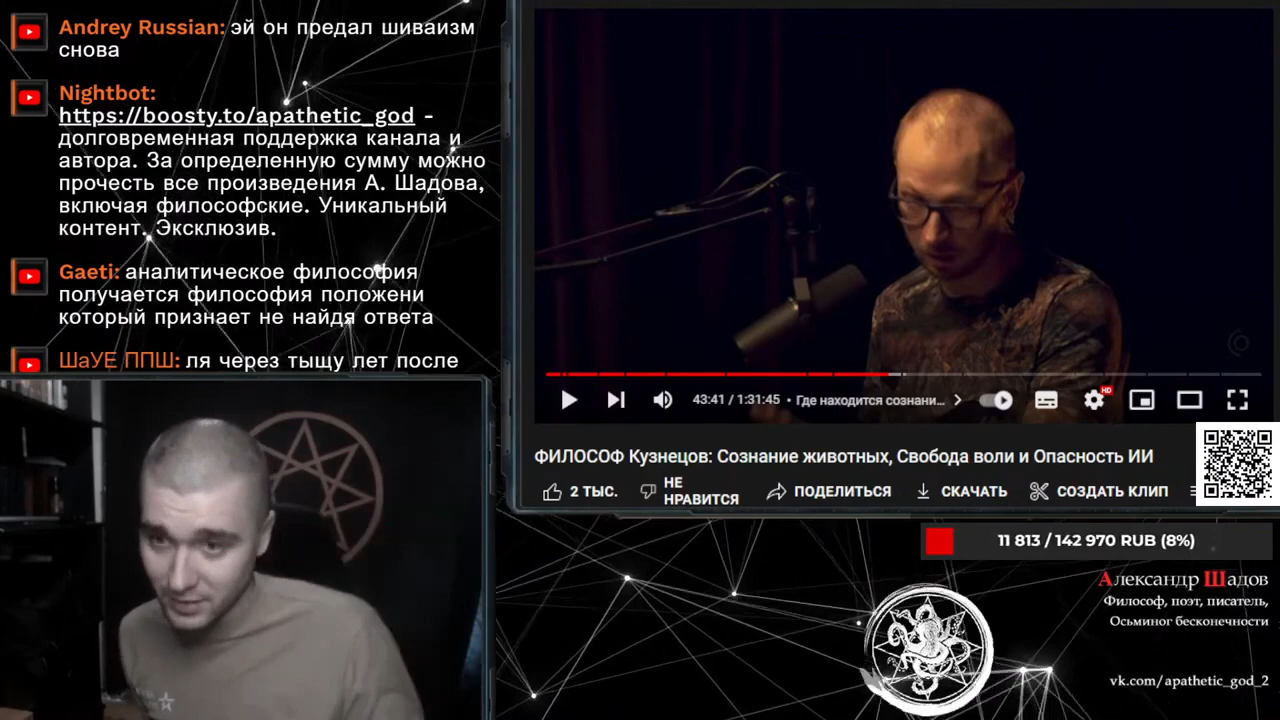 Andrey Russian: эй он предал шиваизм
снова
Nightbot:
https://boosty.to/apathetic_god -
долговременная поддержка канала и
автора. За определенную сумму можно
прочесть все произведения А. Шадова,
включая философские. Уникальный
контент. Эксклюзив.
Gaeti: аналитическое философия
получается философия положени
который признает не найдя ответа
ШаУЕ ППШ: ля через тыщу лет после
43:41 / 1:31:45 • Где находится сознани...
HD
ФИЛОСОФ Кузнецов: Сознание животных, Свобода воли и Опасность ИИ
2 ТЫС.
НЕ
НРАВИТСЯ
ПОДЕЛИТЬСЯ
СКАЧАТЬ
СОЗДАТЬ КЛИП
11 813 / 142 970 RUB (8%)
Александр Шадов
Философ, поэт, писатель,
Осьминог бесконечности
vk.com/apathetic_god_2